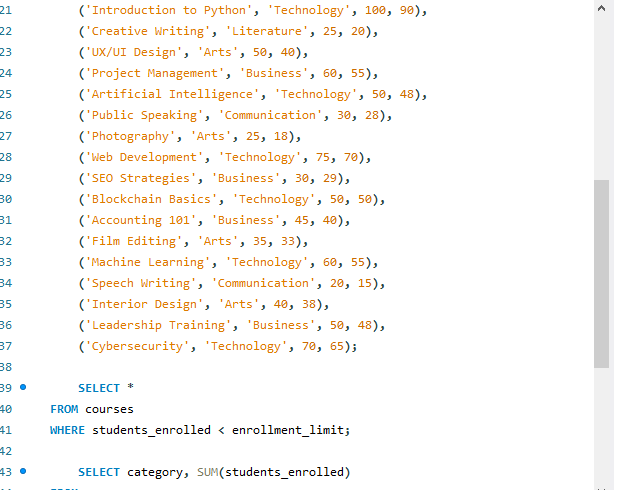 21 ('Introduction to Python', 'Technology', 100, 90),
22 ('Creative Writing', 'Literature', 25, 20),
23 ('UX/UI Design', 'Arts', 50, 40),
24 ('Project Management', 'Business', 60, 55),
25 ('Artificial Intelligence', 'Technology', 50, 48),
26 ('Public Speaking', 'Communication', 30, 28),
27 ('Photography', 'Arts', 25, 18),
28 ('Web Development', 'Technology', 75, 70),
29 ('SEO Strategies', 'Business', 30, 29),
30 ('Blockchain Basics', 'Technology', 50, 50),
31 ('Accounting 101', 'Business', 45, 40),
32 ('Film Editing', 'Arts', 35, 33),
33 ('Machine Learning', 'Technology', 60, 55),
34 ('Speech Writing', 'Communication', 20, 15),
35 ('Interior Design', 'Arts', 40, 38),
36 ('Leadership Training', 'Business', 50, 48),
37 ('Cybersecurity', 'Technology', 70, 65);
38
39 SELECT *
40 FROM courses
41 WHERE students_enrolled < enrollment_limit;
42
43 SELECT category, SUM(students_enrolled)